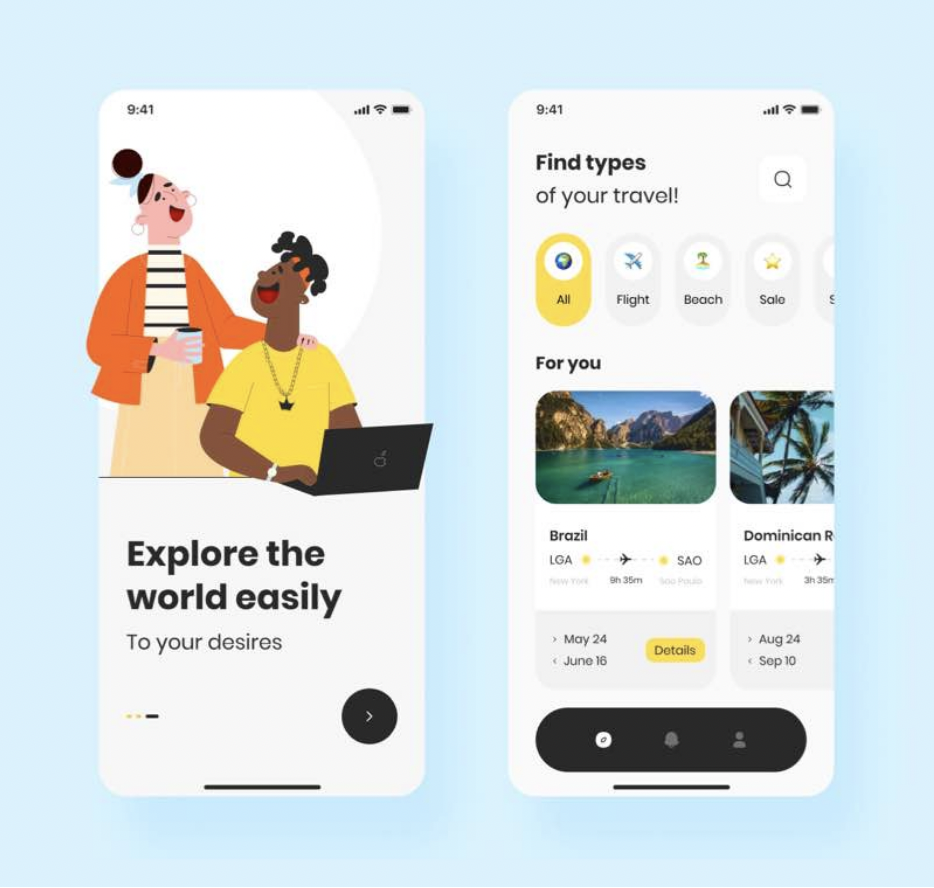 9:41
Explore the
world easily
To your desires
9:41
Find types
of your travel!
All
Flight
Beach
Sale
S
For you
Brazil
LGA SAO
New York 9h 35m Sao Paulo
May 24
June 16
Details
Dominican R
LGA
New York 3h 35m
Aug 24
Sep 10